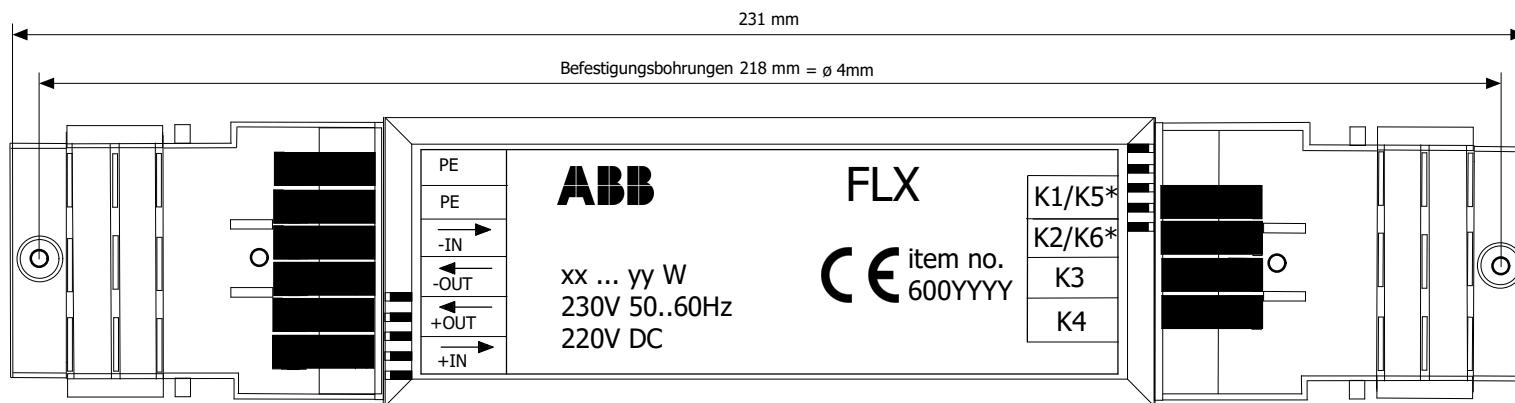 231 mm
Befestigungsbohrungen 218 mm = ø 4mm
PE
PE
-IN
-OUT
+OUT
+IN
ABB
xx ... yy W
230V 50..60Hz
220V DC
FLX
CE
item no.
600YYYY
K1/K5*
K2/K6*
K3
K4